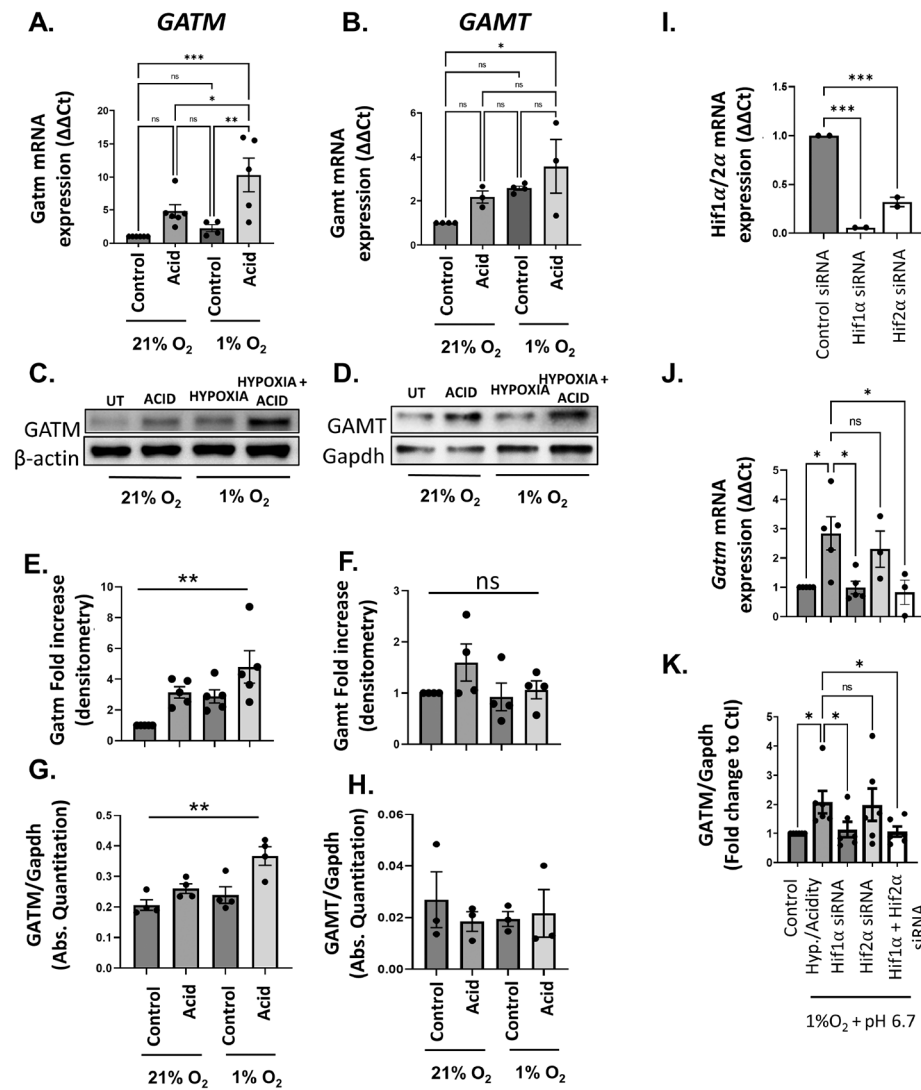 A.
GATM
Gatm mRNA
expression (ΔΔCt)
20
15
10
5
0
***
ns
*
ns
ns
**
Control
Acid
Control
Acid
21% O₂
1% O₂
B.
GAMT
Gamt mRNA
expression (ΔΔCt)
6
4
2
0
*
ns
ns
ns
ns
ns
Control
Acid
Control
Acid
21% O₂
1% O₂
C.
UT
ACID
HYPOXIA
HYPOXIA +
ACID
GATM
β-actin
21% O₂
1% O₂
D.
UT
ACID
HYPOXIA
HYPOXIA +
ACID
GAMT
Gapdh
21% O₂
1% O₂
E.
Gatm Fold increase
(densitometry)
10
8
6
4
2
0
**
F.
Gamt Fold increase
(densitometry)
3
2
1
0
ns
G.
GATM/Gapdh
(Abs. Quantitation)
0.5
0.4
0.3
0.2
0.1
0.0
**
Control
Acid
Control
Acid
21% O₂
1% O₂
H.
GAMT/Gapdh
(Abs. Quantitation)
0.06
0.04
0.02
0.00
Control
Acid
Control
Acid
21% O₂
1% O₂
I.
Hif1α/2α mRNA
expression (ΔΔCt)
1.5
1.0
0.5
0.0
***
***
Control siRNA
Hif1α siRNA
Hif2α siRNA
J.
Gatm mRNA
expression (ΔΔCt)
5
4
3
2
1
0
*
ns
*
*
K.
GATM/Gapdh
(Fold change to Ctl)
5
4
3
2
1
0
*
ns
*
*
Control
Hyp./Acidity
Hif1α siRNA
Hif2α siRNA
Hif1α + Hif2α
siRNA
1%O₂ + pH 6.7